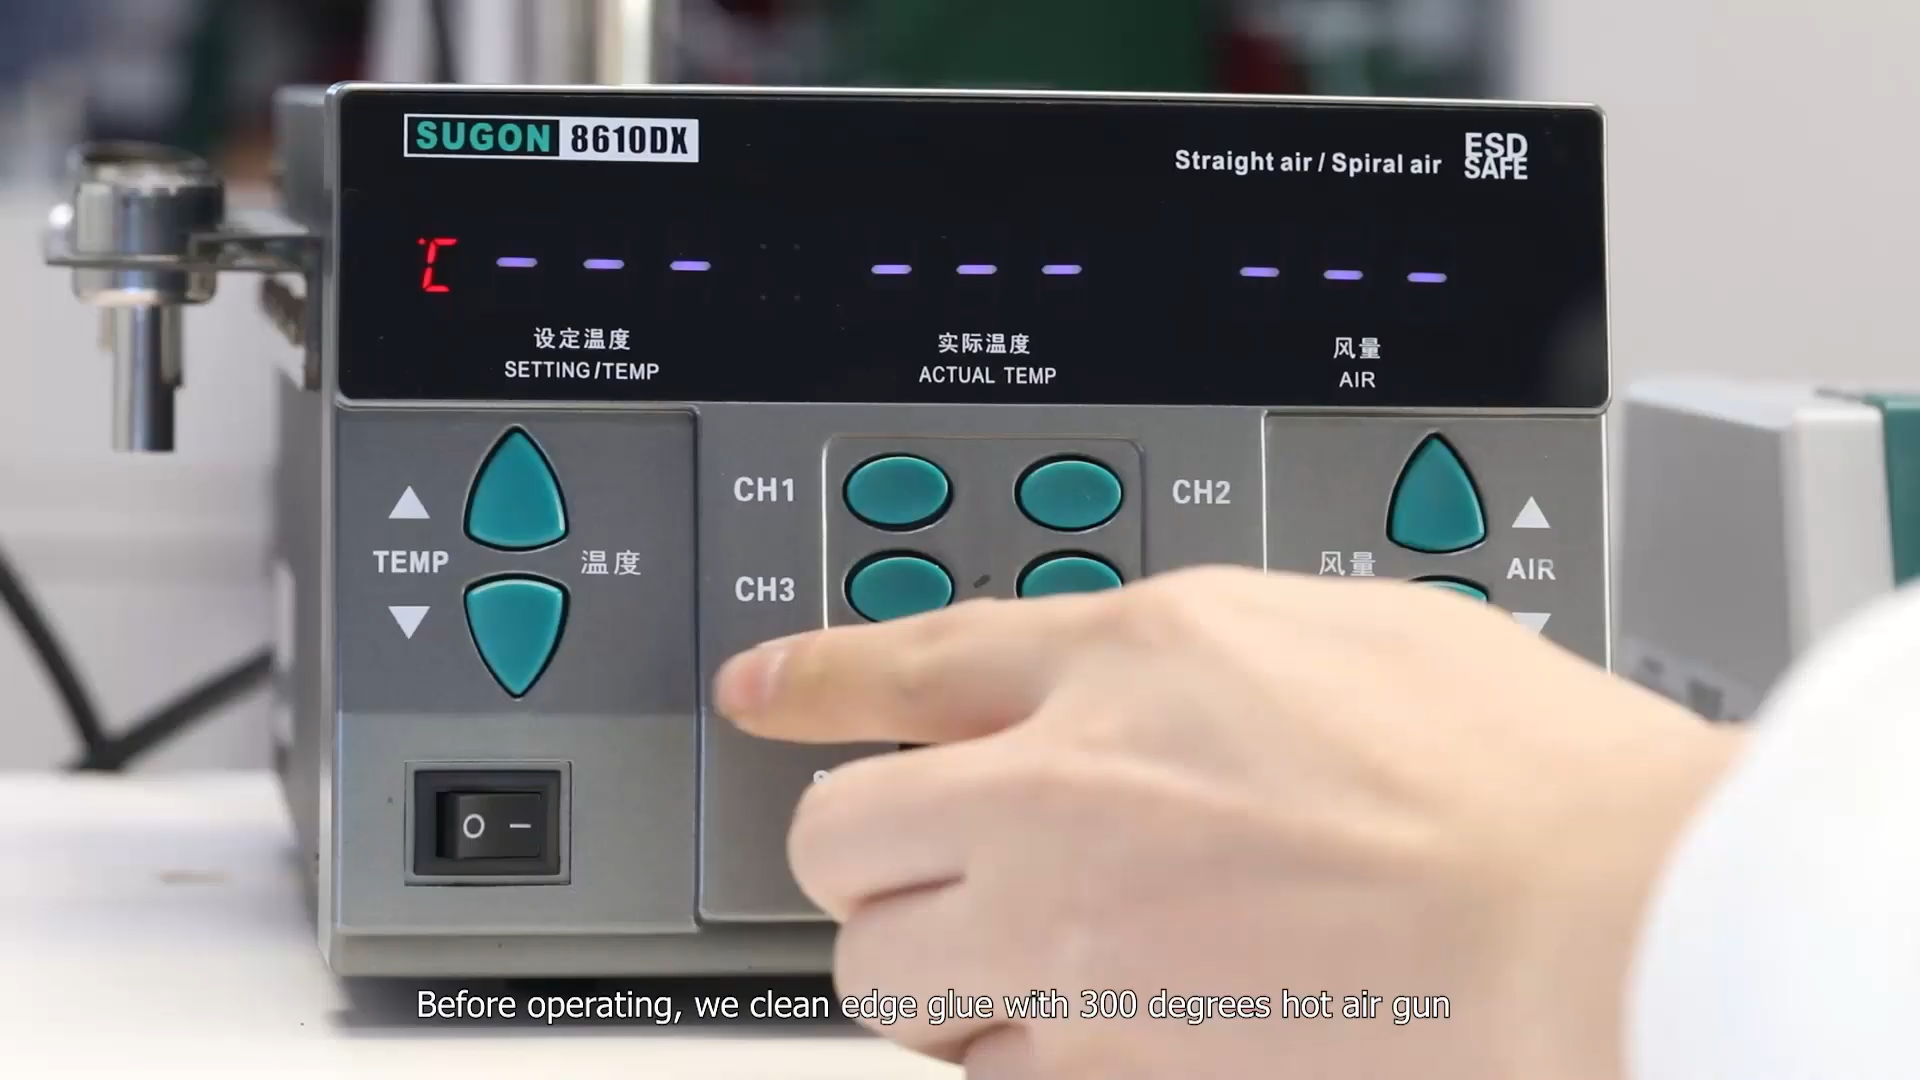 SUGON 8610DX
Straight air / Spiral air
ESD
SAFE
℃ --- --- ---
设定温度
SETTING/TEMP
实际温度
ACTUAL TEMP
风量
AIR
TEMP
温度
CH1
CH2
CH3
风量
AIR
O –
Before operating, we clean edge glue with 300 degrees hot air gun